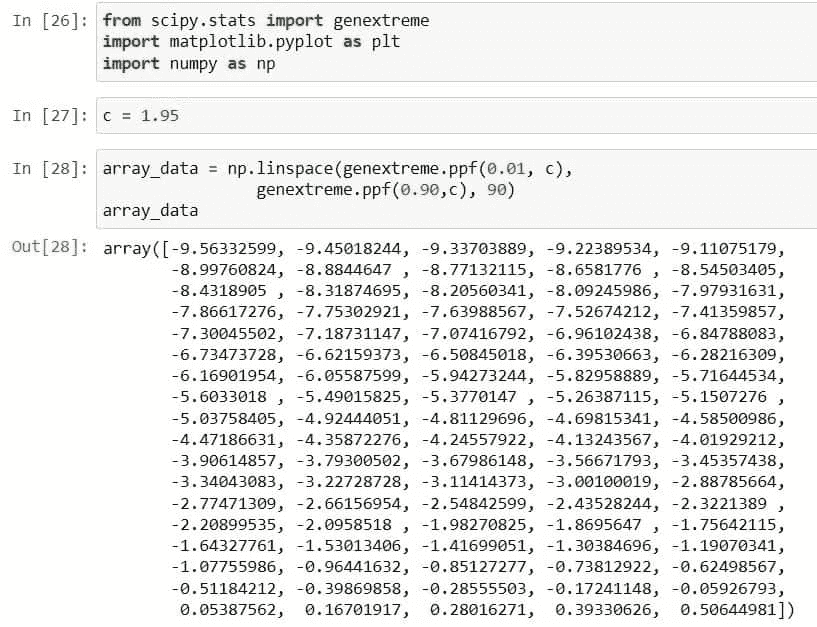 In [26]: from scipy.stats import genextreme
import matplotlib.pyplot as plt
import numpy as np
In [27]: c = 1.95
In [28]: array_data = np.linspace(genextreme.ppf(0.01, c),
genextreme.ppf(0.90,c), 90)
array_data
Out[28]: array([-9.56332599, -9.45018244, -9.33703889, -9.22389534, -9.11075179,
-8.99760824, -8.8844647 , -8.77132115, -8.6581776 , -8.54503405,
-8.4318905 , -8.31874695, -8.20560341, -8.09245986, -7.97931631,
-7.86617276, -7.75302921, -7.63988567, -7.52674212, -7.41359857,
-7.30045502, -7.18731147, -7.07416792, -6.96102438, -6.84788083,
-6.73473728, -6.62159373, -6.50845018, -6.39530663, -6.28216309,
-6.16901954, -6.05587599, -5.94273244, -5.82958889, -5.71644534,
-5.6033018 , -5.49015825, -5.3770147 , -5.26387115, -5.1507276 ,
-5.03758405, -4.92444051, -4.81129696, -4.69815341, -4.58500986,
-4.47186631, -4.35872276, -4.24557922, -4.13243567, -4.01929212,
-3.90614857, -3.79300502, -3.67986148, -3.56671793, -3.45357438,
-3.34043083, -3.22728728, -3.11414373, -3.00100019, -2.88785664,
-2.77471309, -2.66156954, -2.54842599, -2.43528244, -2.3221389 ,
-2.20899535, -2.0958518 , -1.98270825, -1.8695647 , -1.75642115,
-1.64327761, -1.53013406, -1.41699051, -1.30384696, -1.19070341,
-1.07755986, -0.96441632, -0.85127277, -0.73812922, -0.62498567,
-0.51184212, -0.39869858, -0.28555503, -0.17241148, -0.05926793,
0.05387562, 0.16701917, 0.28016271, 0.39330626, 0.50644981])